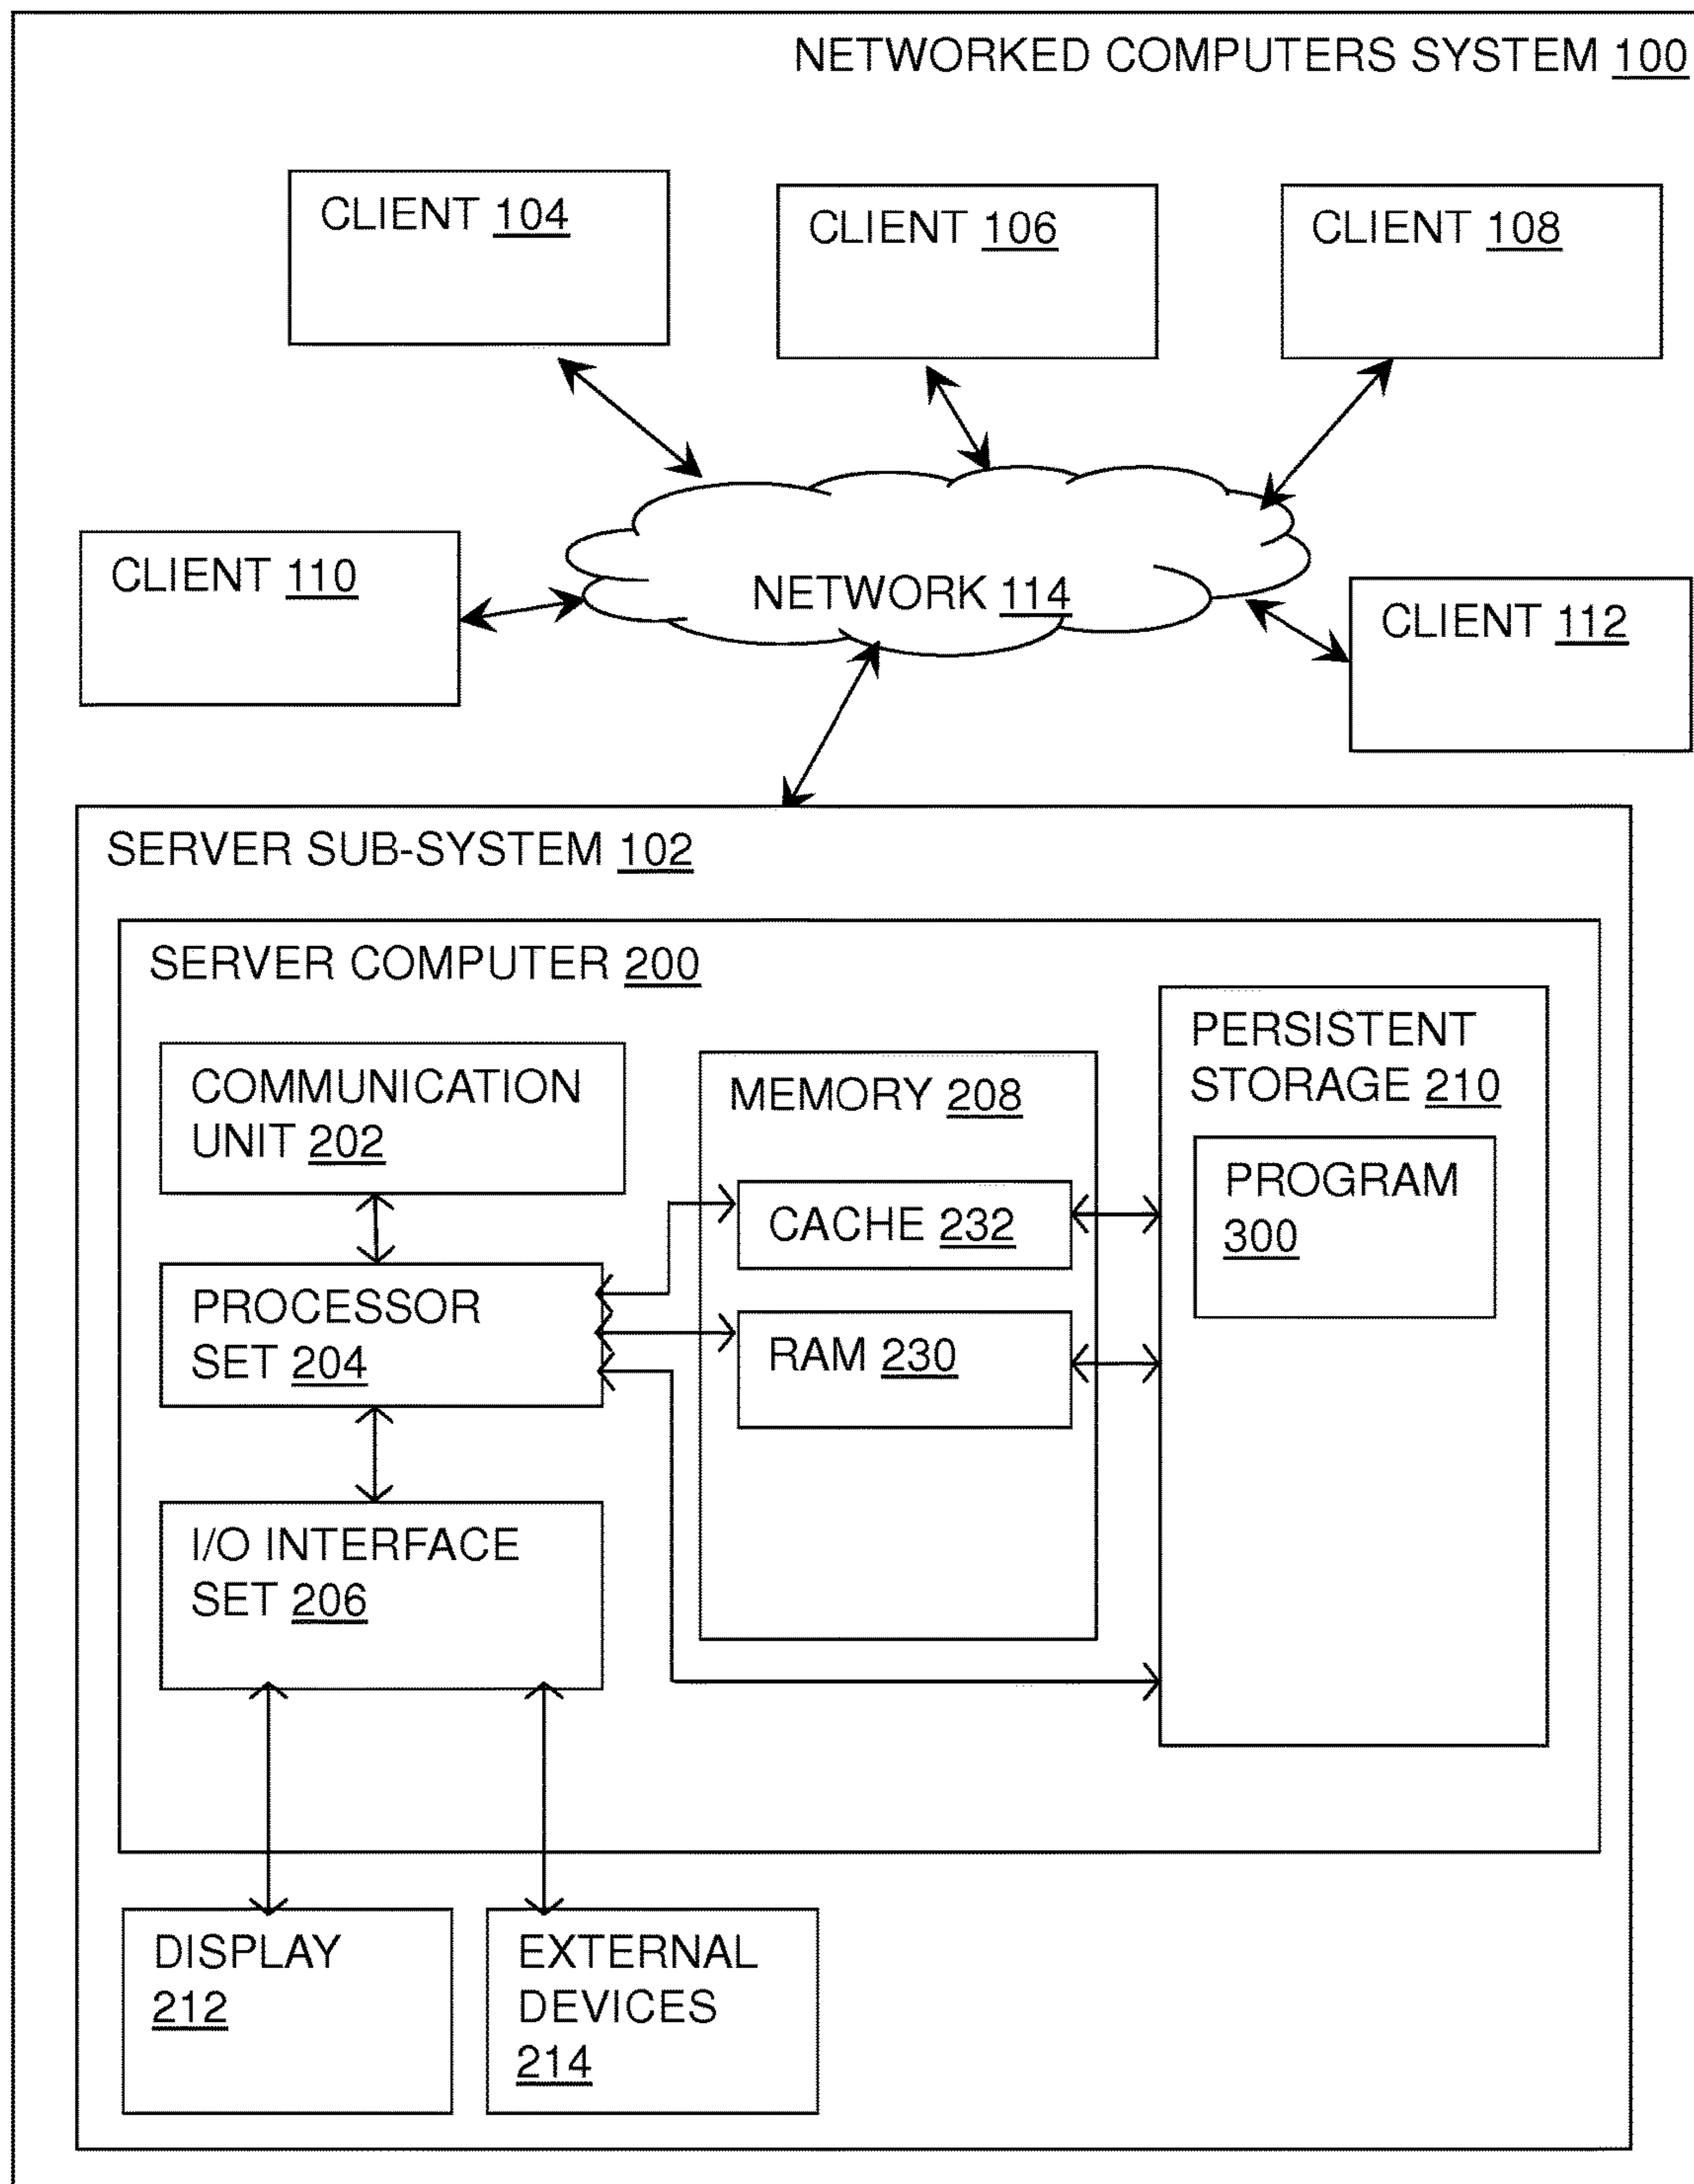 NETWORKED COMPUTERS SYSTEM 100
CLIENT 104
CLIENT 106
CLIENT 108
CLIENT 110
NETWORK 114
CLIENT 112
SERVER SUB-SYSTEM 102
SERVER COMPUTER 200
COMMUNICATION
UNIT 202
PROCESSOR
SET 204
I/O INTERFACE
SET 206
MEMORY 208
CACHE 232
RAM 230
PERSISTENT
STORAGE 210
PROGRAM
300
DISPLAY
212
EXTERNAL
DEVICES
214